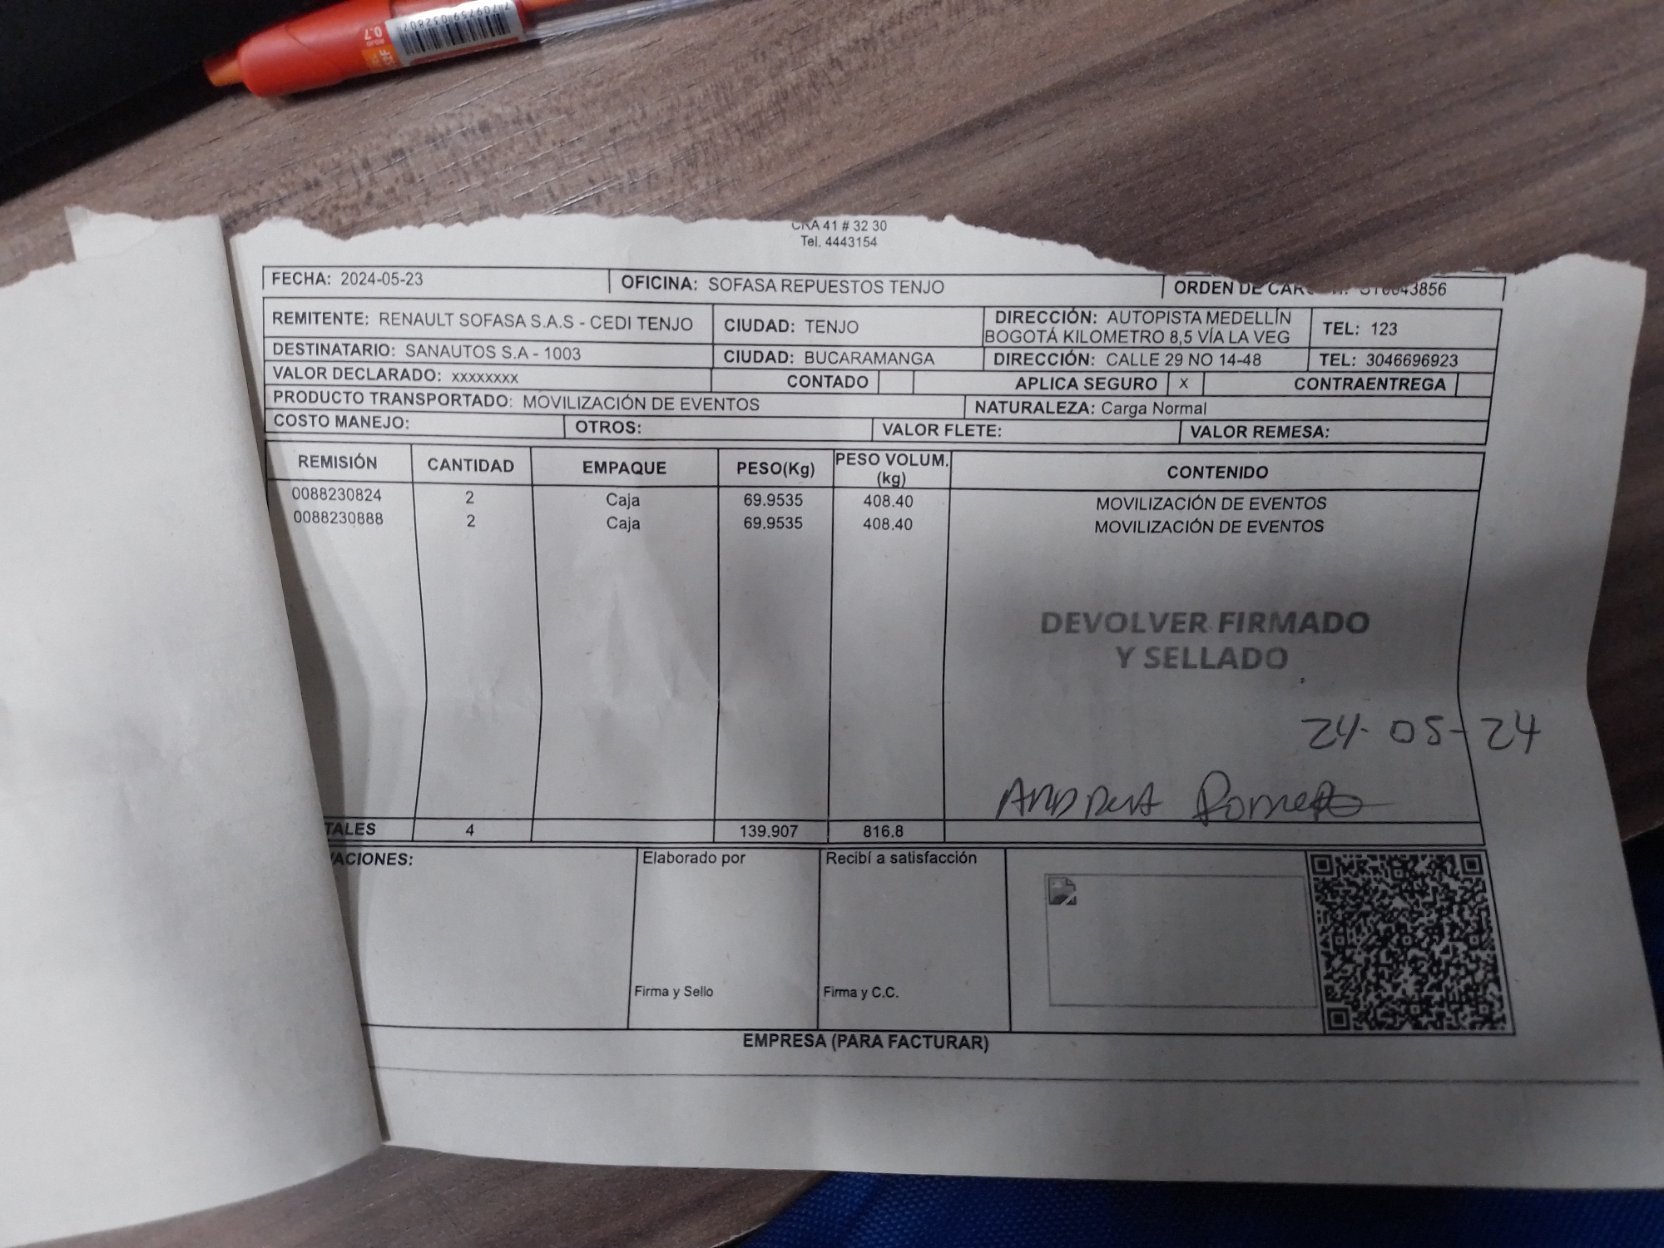 CRA 41 # 32 30
Tel. 4443154
FECHA: 2024-05-23 OFICINA: SOFASA REPUESTOS TENJO ORDEN DE
REMITENTE: RENAULT SOFASA S.A.S - CEDI TENJO CIUDAD: TENJO DIRECCIÓN: AUTOPISTA MEDELLÍN
BOGOTÁ KILOMETRO 8,5 VÍA LA VEG TEL: 123
DESTINATARIO: SANAUTOS S.A - 1003 CIUDAD: BUCARAMANGA DIRECCIÓN: CALLE 29 NO 14-48 TEL: 3046696923
VALOR DECLARADO: xxxxxxxx CONTADO APLICA SEGURO X CONTRAENTREGA
PRODUCTO TRANSPORTADO: MOVILIZACIÓN DE EVENTOS NATURALEZA: Carga Normal
COSTO MANEJO: OTROS: VALOR FLETE: VALOR REMESA:
REMISIÓN CANTIDAD EMPAQUE PESO(Kg) PESO VOLUM.
(kg) CONTENIDO
0088230824 2 Caja 69.9535 408.40 MOVILIZACIÓN DE EVENTOS
0088230888 2 Caja 69.9535 408.40 MOVILIZACIÓN DE EVENTOS
DEVOLVER FIRMADO
Y SELLADO
24-05-24
Romero
TALES 4 139.907 816.8
ACIONES: Elaborado por Recibí a satisfacción
Firma y Sello Firma y C.C.
EMPRESA (PARA FACTURAR)
0.7